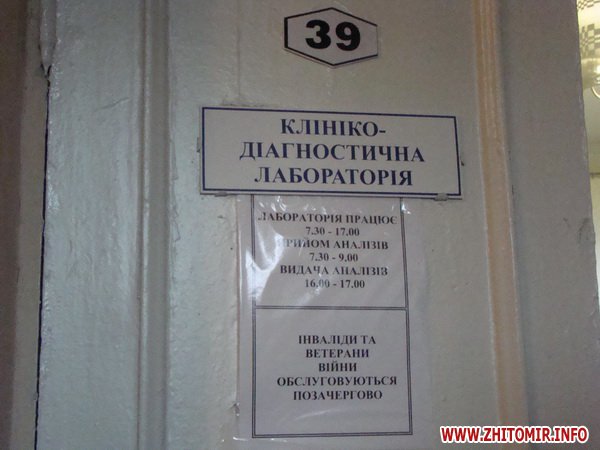 39
КЛІНІКО-
ДІАГНОСТИЧНА
ЛАБОРАТОРІЯ
ЛАБОРАТОРІЯ ПРАЦЮЄ
7.30 - 17.00
ПРИЙОМ АНАЛІЗІВ
7.30 - 9.00
ВИДАЧА АНАЛІЗІЗ
16.00 - 17.00
ІНВАЛІДИ ТА
ВЕТЕРАНИ
ВІЙНИ
ОБСЛУГОВУЮТЬСЯ
ПОЗАЧЕРГОВО
WWW.ZHITOMIR.INFO